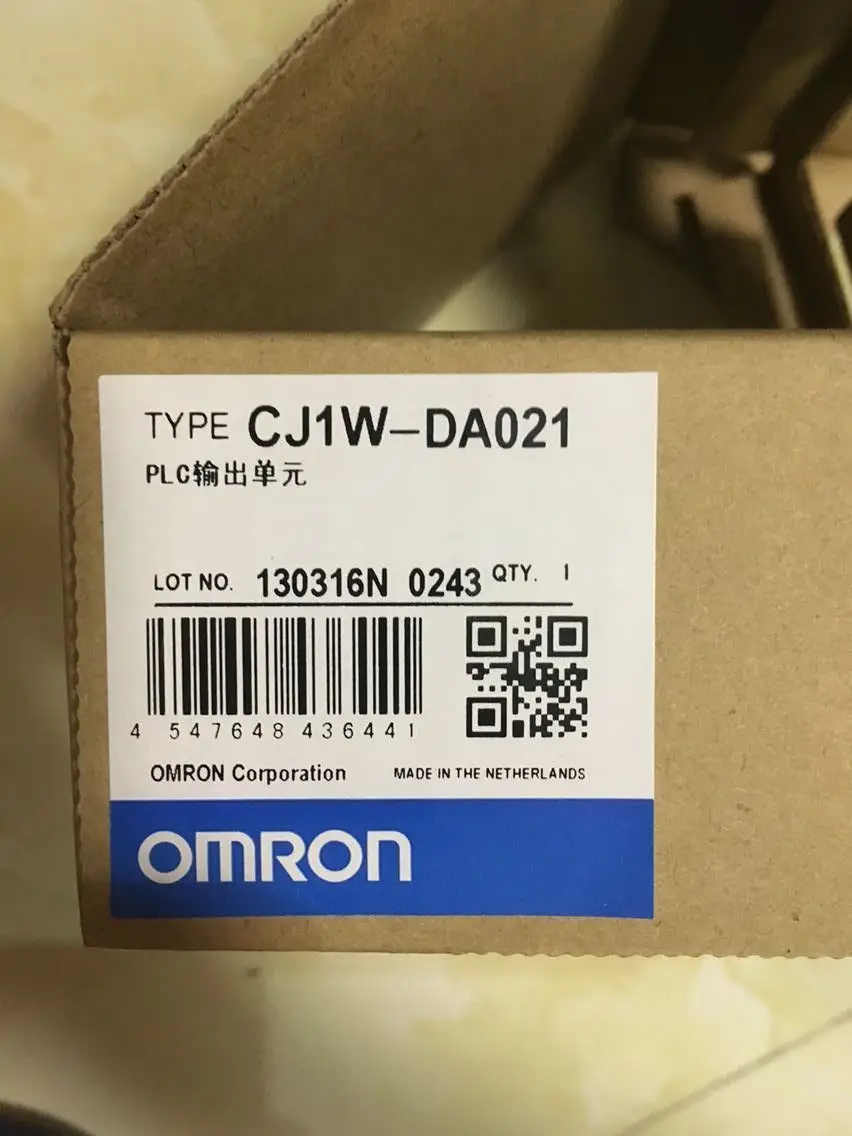 TYPE CJ1W-DA021
PLC输出单元
LOT NO. 130316N 0243 QTY. 1
4 547648 436441
OMRON Corporation MADE IN THE NETHERLANDS
OMRON